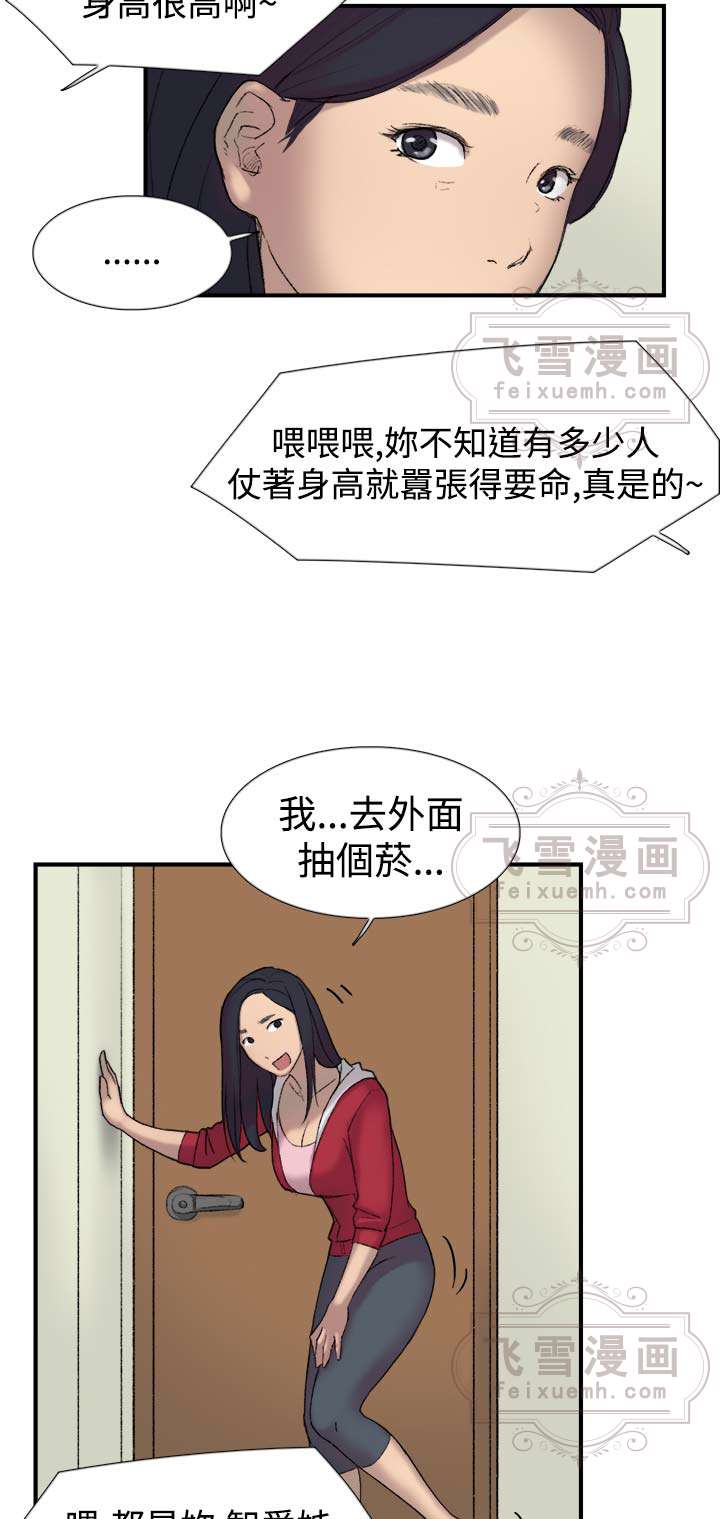 身高很高啊~
......
飞雪漫画
feixuemh.com
喂喂喂,妳不知道有多少人
仗著身高就囂張得要命,真是的~
我...去外面
抽個菸...
飞雪漫画
feixuemh.com
飞雪漫画
feixuemh.com